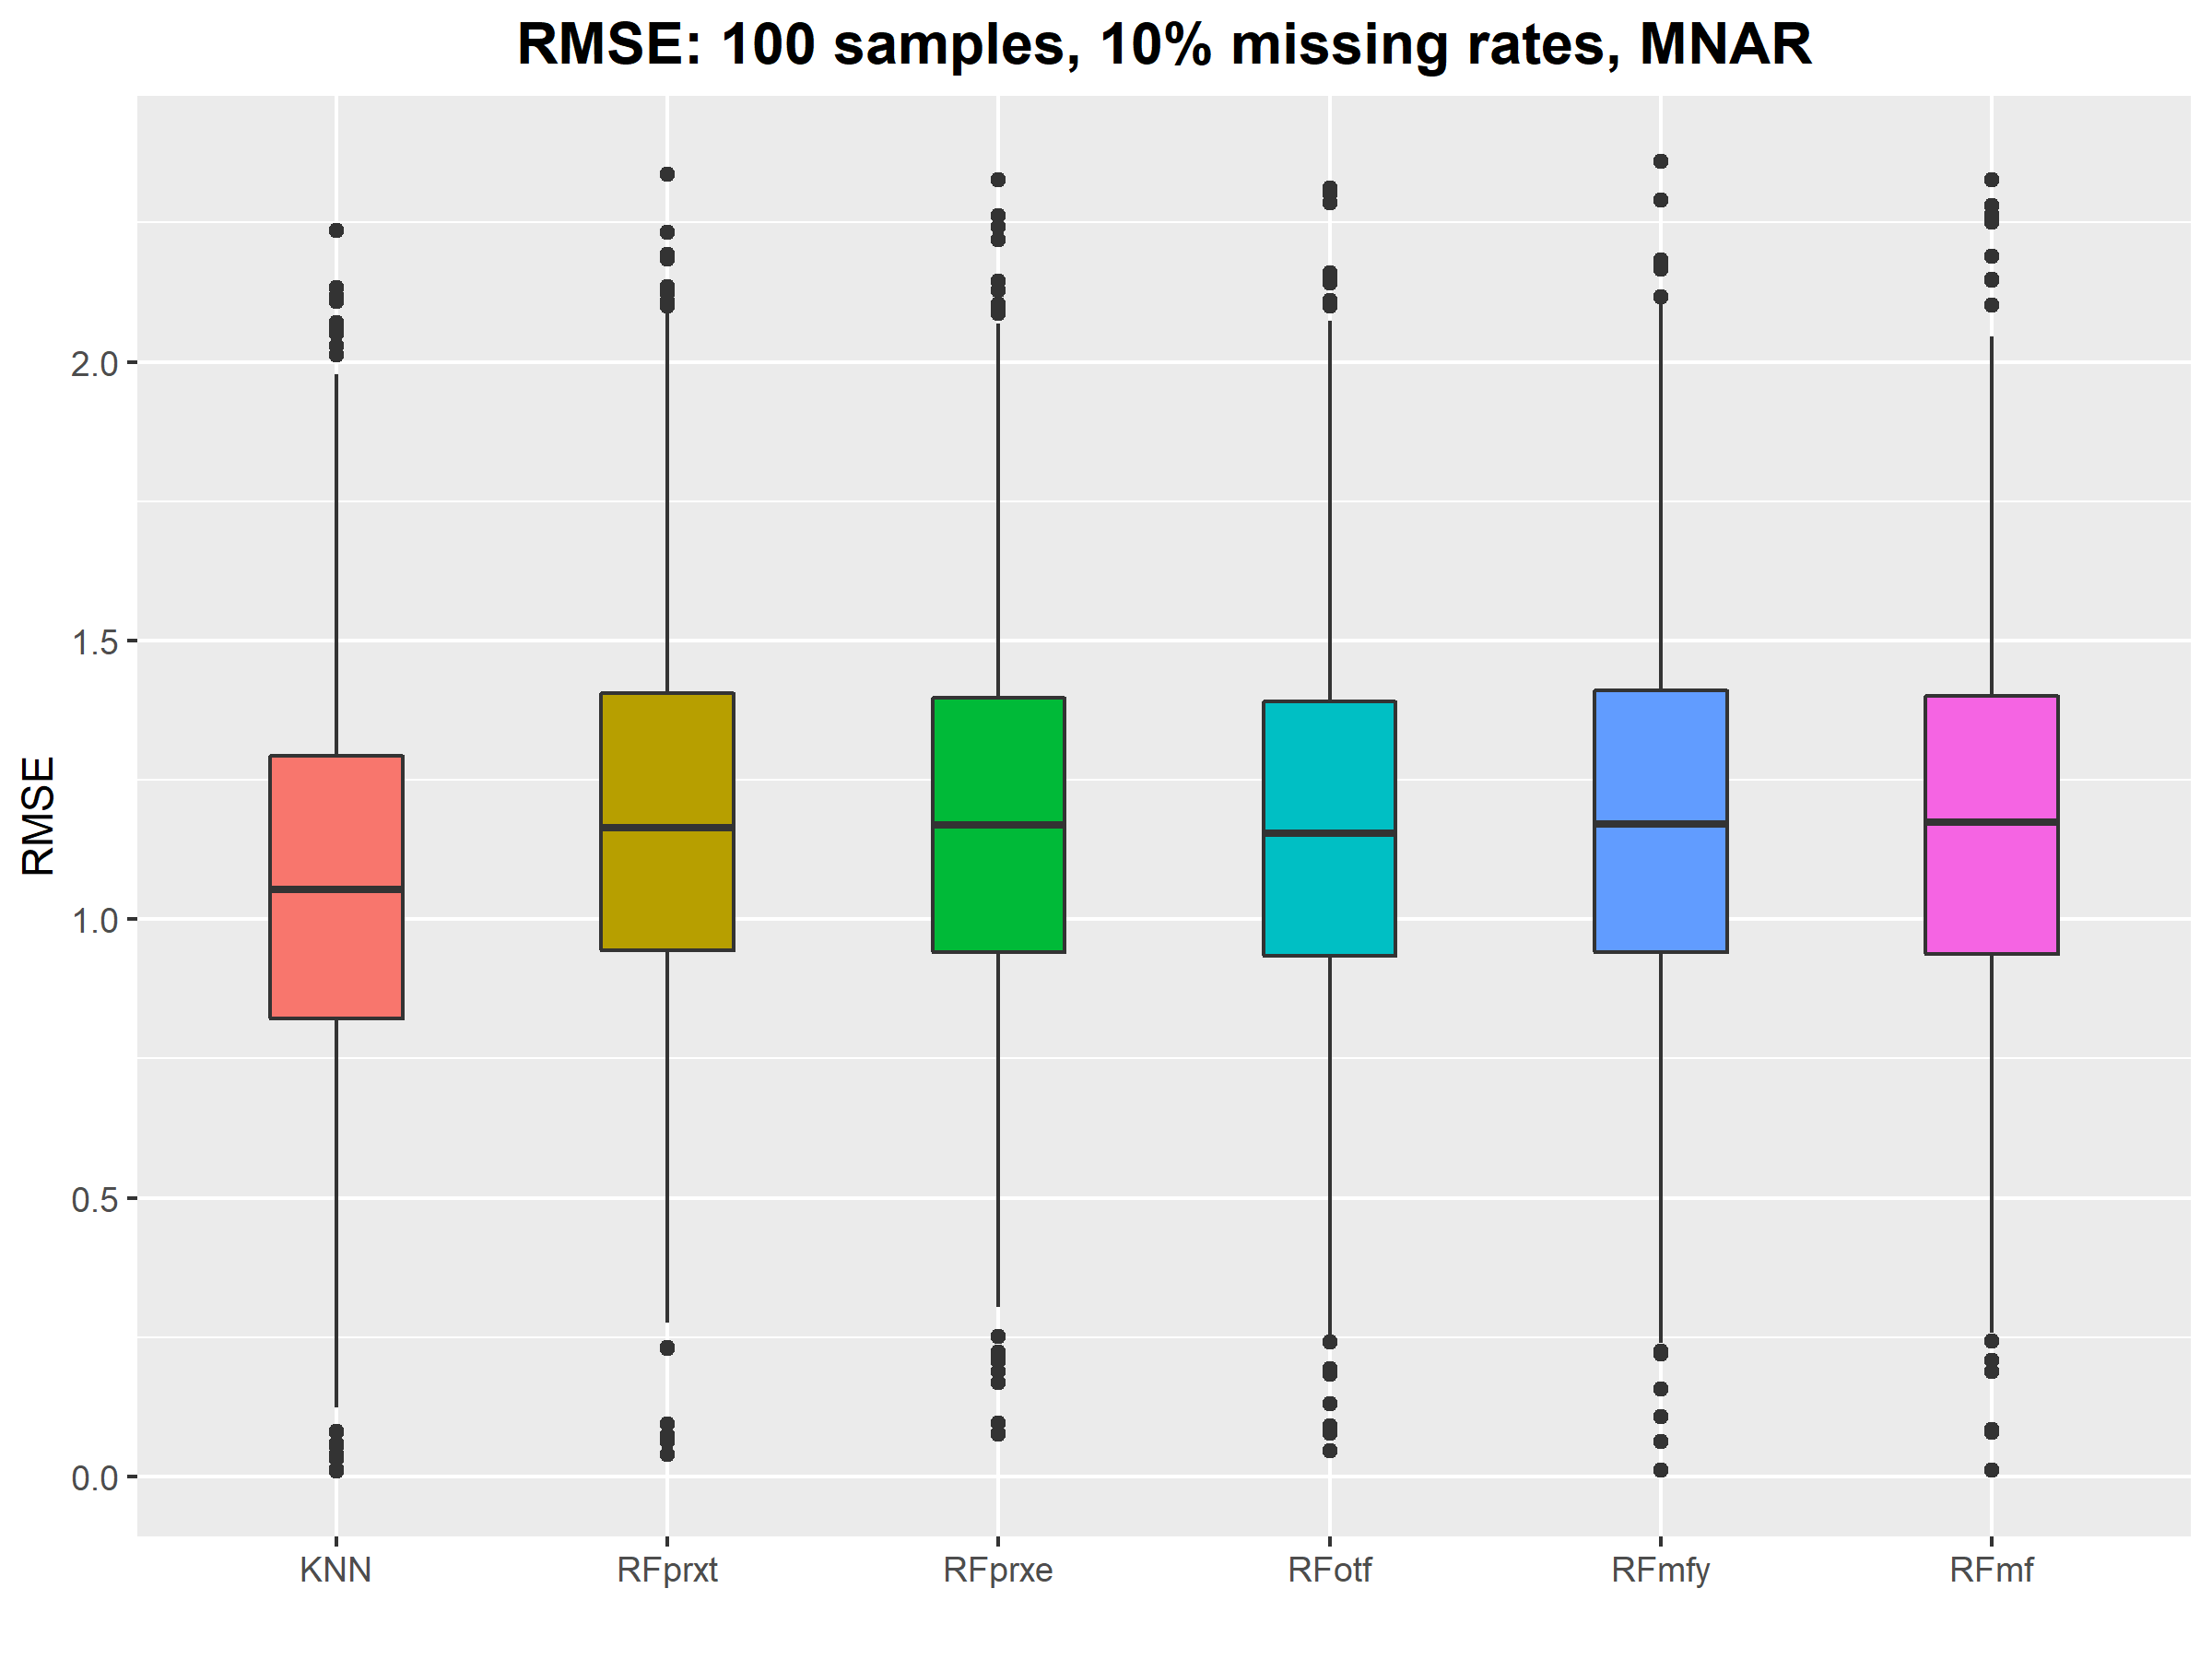 RMSE: 100 samples, 10% missing rates, MNAR
RMSE
2.0
1.5
1.0
0.5
0.0
KNN RFprxt RFprxe RFotf RFmfy RFmf